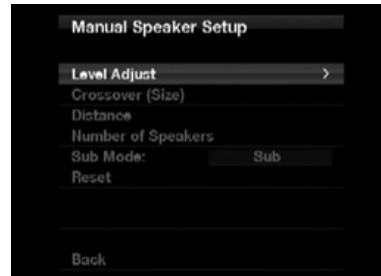 Manual Speaker Setup
Level Adjust >
Crossover (Size)
Distance
Number of Speakers
Sub Mode: Sub
Reset
Back